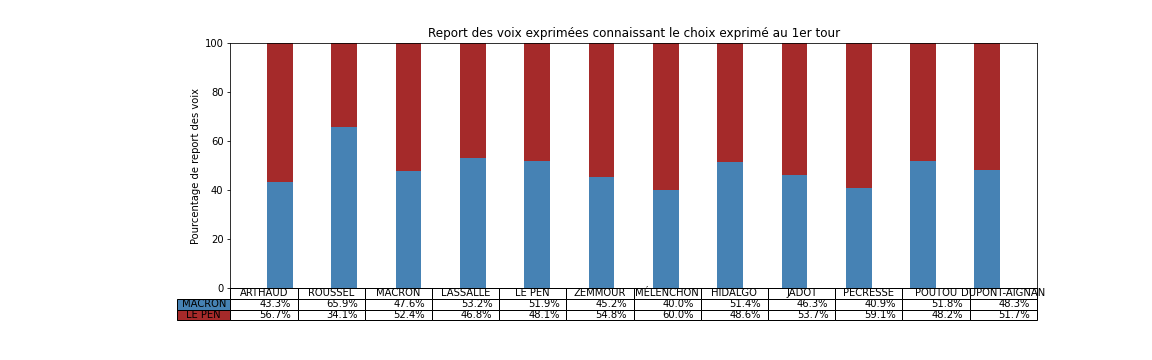 Report des voix exprimées connaissant le choix exprimé au 1er tour
Pourcentage de report des voix
100
80
60
40
20
0
ARTHAUD ROUSSEL MACRON LASSALLE LE PEN ZEMMOUR MÉLENCHON HIDALGO JADOT PÉCRESSE POUTOU DUPONT-AIGNAN
MACRON 43.3% 65.9% 47.6% 53.2% 51.9% 45.2% 40.0% 51.4% 46.3% 40.9% 51.8% 48.3%
LE PEN 56.7% 34.1% 52.4% 46.8% 48.1% 54.8% 60.0% 48.6% 53.7% 59.1% 48.2% 51.7%